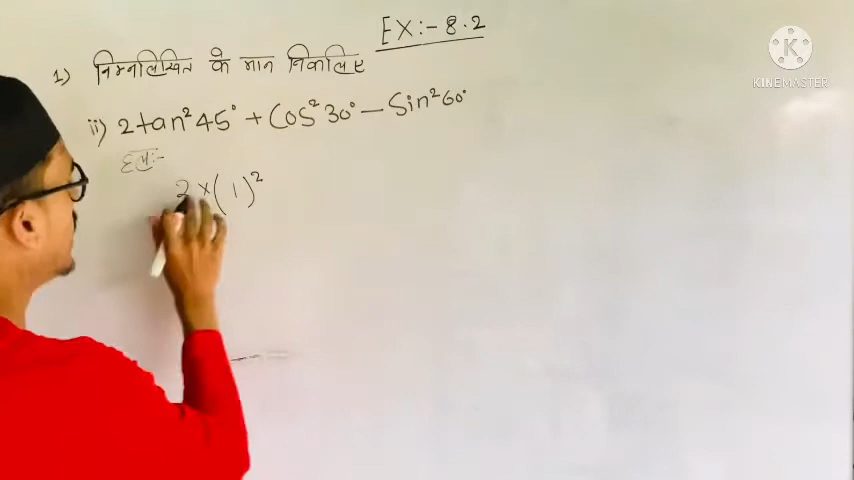 EX:- 8.2
1) निम्नलिखित के मान निकालिए
ii) 2tan²45° + Cos²30° — Sin²60°
हल:-
2×(1)²
K
KINEMASTER